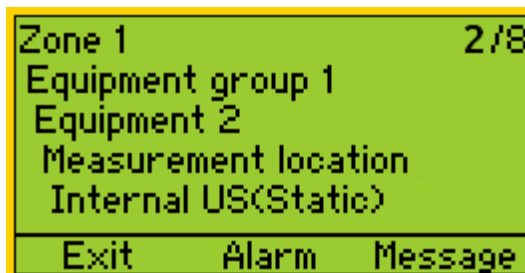 Zone 1 2/8
Equipment group 1
Equipment 2
Measurement location
Internal US(Static)
Exit Alarm Message